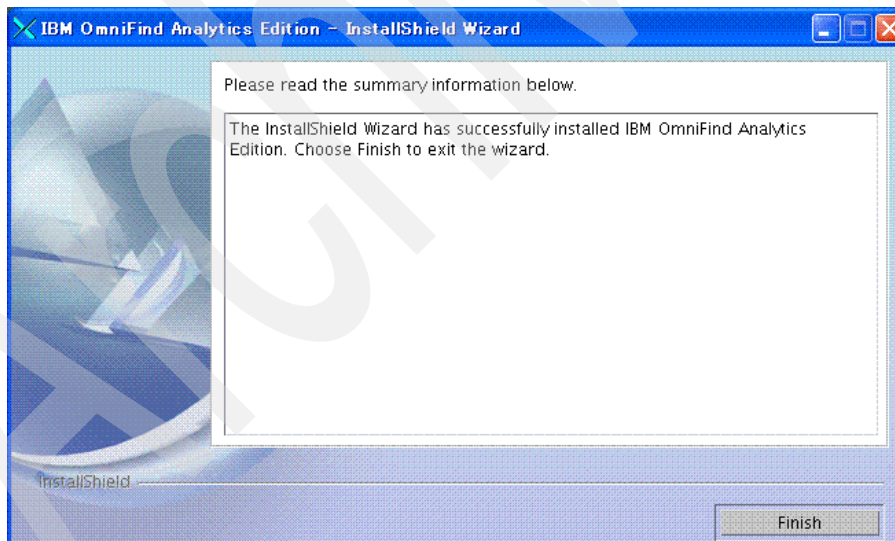 IBM OmniFind Analytics Edition - InstallShield Wizard
Please read the summary information below.
The InstallShield Wizard has successfully installed IBM OmniFind Analytics
Edition. Choose Finish to exit the wizard.
InstallShield
Finish